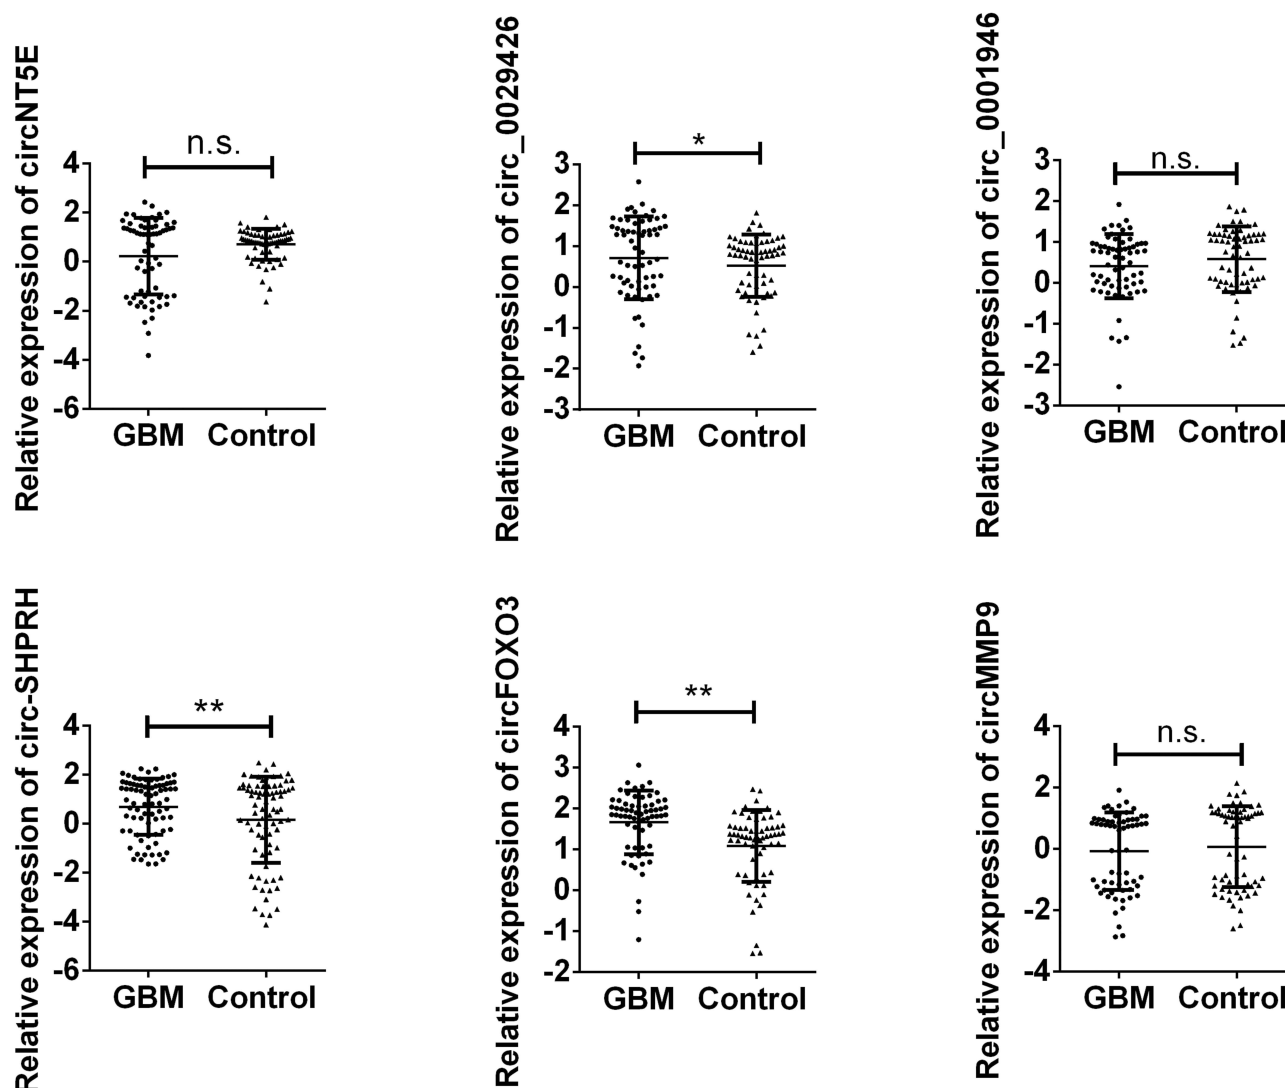 Relative expression of circNT5E
n.s.
4
2
0
-2
-4
-6
GBM Control
Relative expression of circ_0029426
*
3
2
1
0
-1
-2
-3
GBM Control
Relative expression of circ_0001946
n.s.
3
2
1
0
-1
-2
-3
GBM Control
Relative expression of circ-SHPRH
**
4
2
0
-2
-4
-6
GBM Control
Relative expression of circFOXO3
**
4
3
2
1
0
-1
-2
GBM Control
Relative expression of circMMP9
n.s.
4
2
0
-2
-4
GBM Control